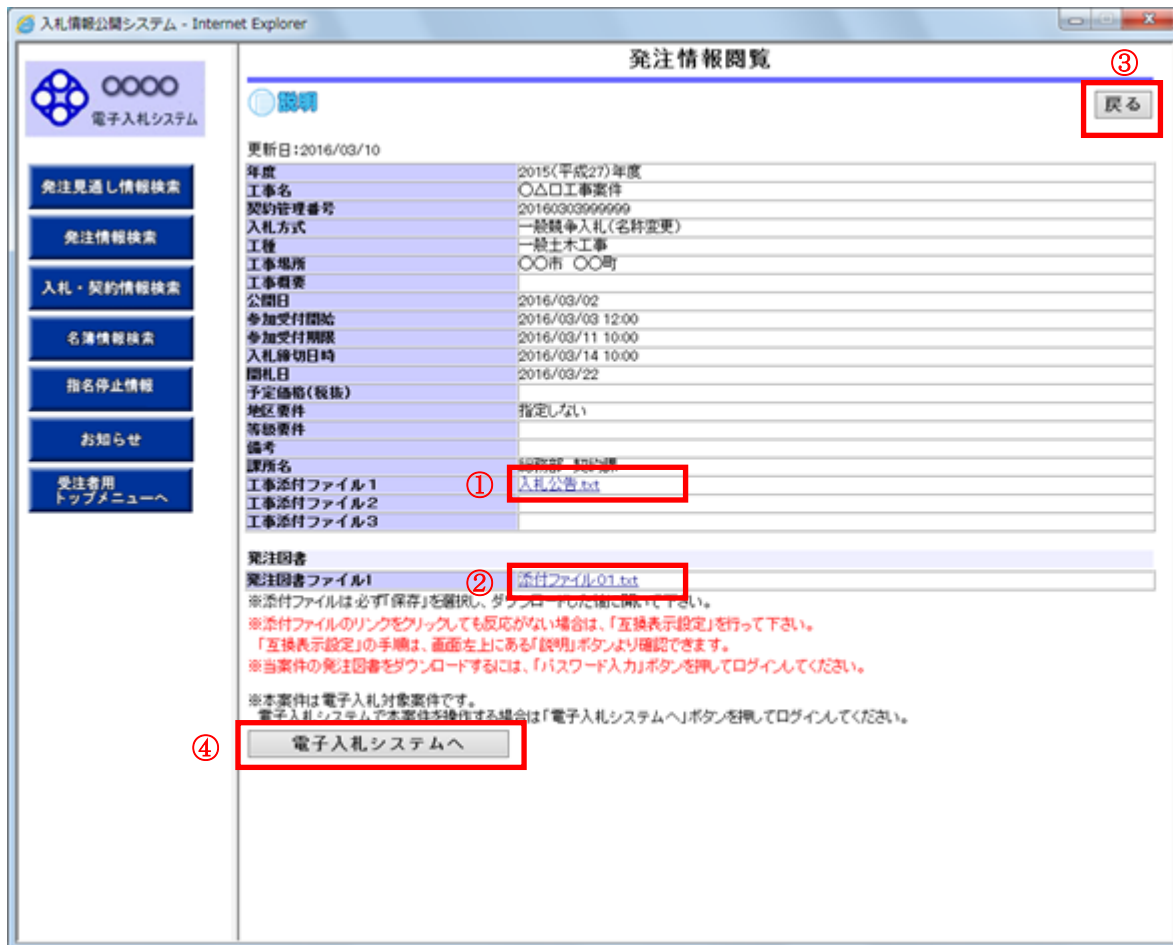 入札情報公開システム - Internet Explorer
発注情報閲覧
③
○○○○
電子入札システム
説明
戻る
更新日:2016/03/10
発注見通し情報検索
発注情報検索
入札・契約情報検索
名簿情報検索
指名停止情報
お知らせ
受注者用
トップメニューへ
年度 2015(平成27)年度
工事名 ○△口工事案件
契約管理番号 20160303999999
入札方式 一般競争入札(名称変更)
工種 一般土木工事
工事場所 ○○市 ○○町
工事概要
公開日 2016/03/02
参加受付開始 2016/03/03 12:00
参加受付期限 2016/03/11 10:00
入札締切日時 2016/03/14 10:00
開札日 2016/03/22
予定価格(税抜)
地区要件 指定しない
等級要件
備考
課所名 総務部 契約課
工事添付ファイル1 ① 入札公告.txt
工事添付ファイル2
工事添付ファイル3
発注図書
発注図書ファイル1 ② 添付ファイル01.txt
※添付ファイルは必ず「保存」を選択し、ダウンロードした後に開いて下さい。
※添付ファイルのリンクをクリックしても反応がない場合は、「互換表示設定」を行って下さい。
「互換表示設定」の手順は、画面左上にある「説明」ボタンより確認できます。
※当案件の発注図書をダウンロードするには、「パスワード入力」ボタンを押してログインしてください。
※本案件は電子入札対象案件です。
電子入札システムで本案件を操作する場合は「電子入札システムへ」ボタンを押してログインしてください。
④ 電子入札システムへ